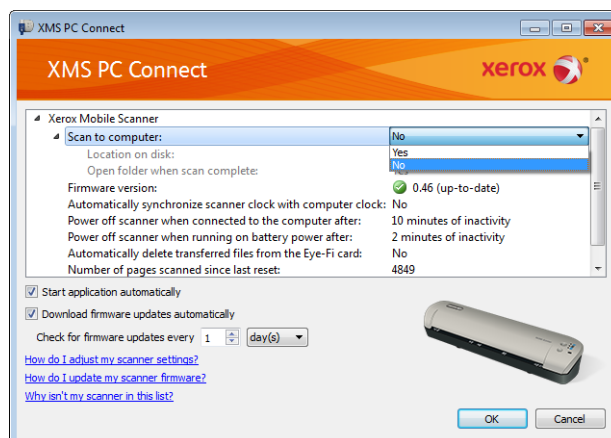 XMS PC Connect
XMS PC Connect
xerox
Xerox Mobile Scanner
Scan to computer: No
Yes
Location on disk: No
Open folder when scan complete:
Firmware version: 0.46 (up-to-date)
Automatically synchronize scanner clock with computer clock: No
Power off scanner when connected to the computer after: 10 minutes of inactivity
Power off scanner when running on battery power after: 2 minutes of inactivity
Automatically delete transferred files from the Eye-Fi card: No
Number of pages scanned since last reset: 4849
Start application automatically
Download firmware updates automatically
Check for firmware updates every 1 day(s)
How do I adjust my scanner settings?
How do I update my scanner firmware?
Why isn't my scanner in this list?
OK Cancel